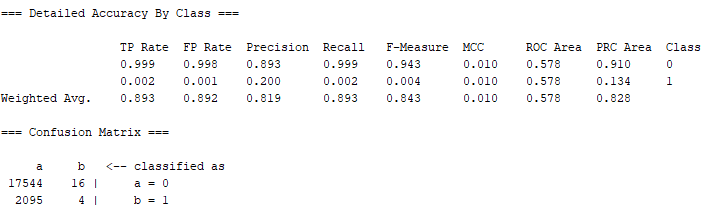 === Detailed Accuracy By Class ===
TP Rate FP Rate Precision Recall F-Measure MCC ROC Area PRC Area Class
0.999 0.998 0.893 0.999 0.943 0.010 0.578 0.910 0
0.002 0.001 0.200 0.002 0.004 0.010 0.578 0.134 1
Weighted Avg. 0.893 0.892 0.819 0.893 0.843 0.010 0.578 0.828
=== Confusion Matrix ===
a b <-- classified as
17544 16 | a = 0
2095 4 | b = 1